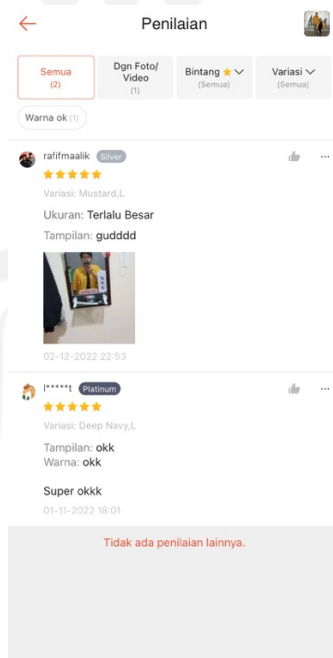 Penilaian
Semua
(2)
Dgn Foto/
Video
(1)
Bintang
(Semua)
Variasi
(Semua)
Warna ok (1)
rafifmaalik Silver
Variasi: Mustard,L
Ukuran: Terlalu Besar
Tampilan: gudddd
02-12-2022 22:53
l*****t Platinum
Variasi: Deep Navy,L
Tampilan: okk
Warna: okk
Super okkk
01-11-2022 18:01
Tidak ada penilaian lainnya.